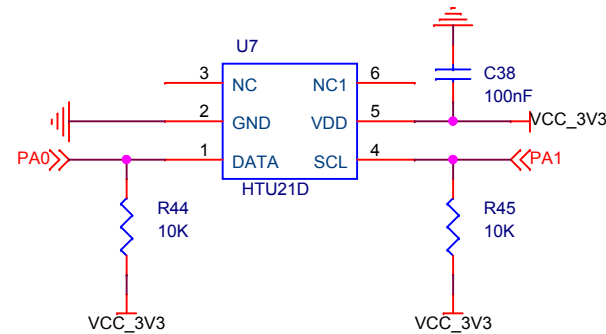 U7
3
NC
NC1
6
C38
100nF
2
GND
VDD
5
VCC_3V3
PA0
1
DATA
SCL
4
PA1
HTU21D
R44
10K
R45
10K
VCC_3V3
VCC_3V3